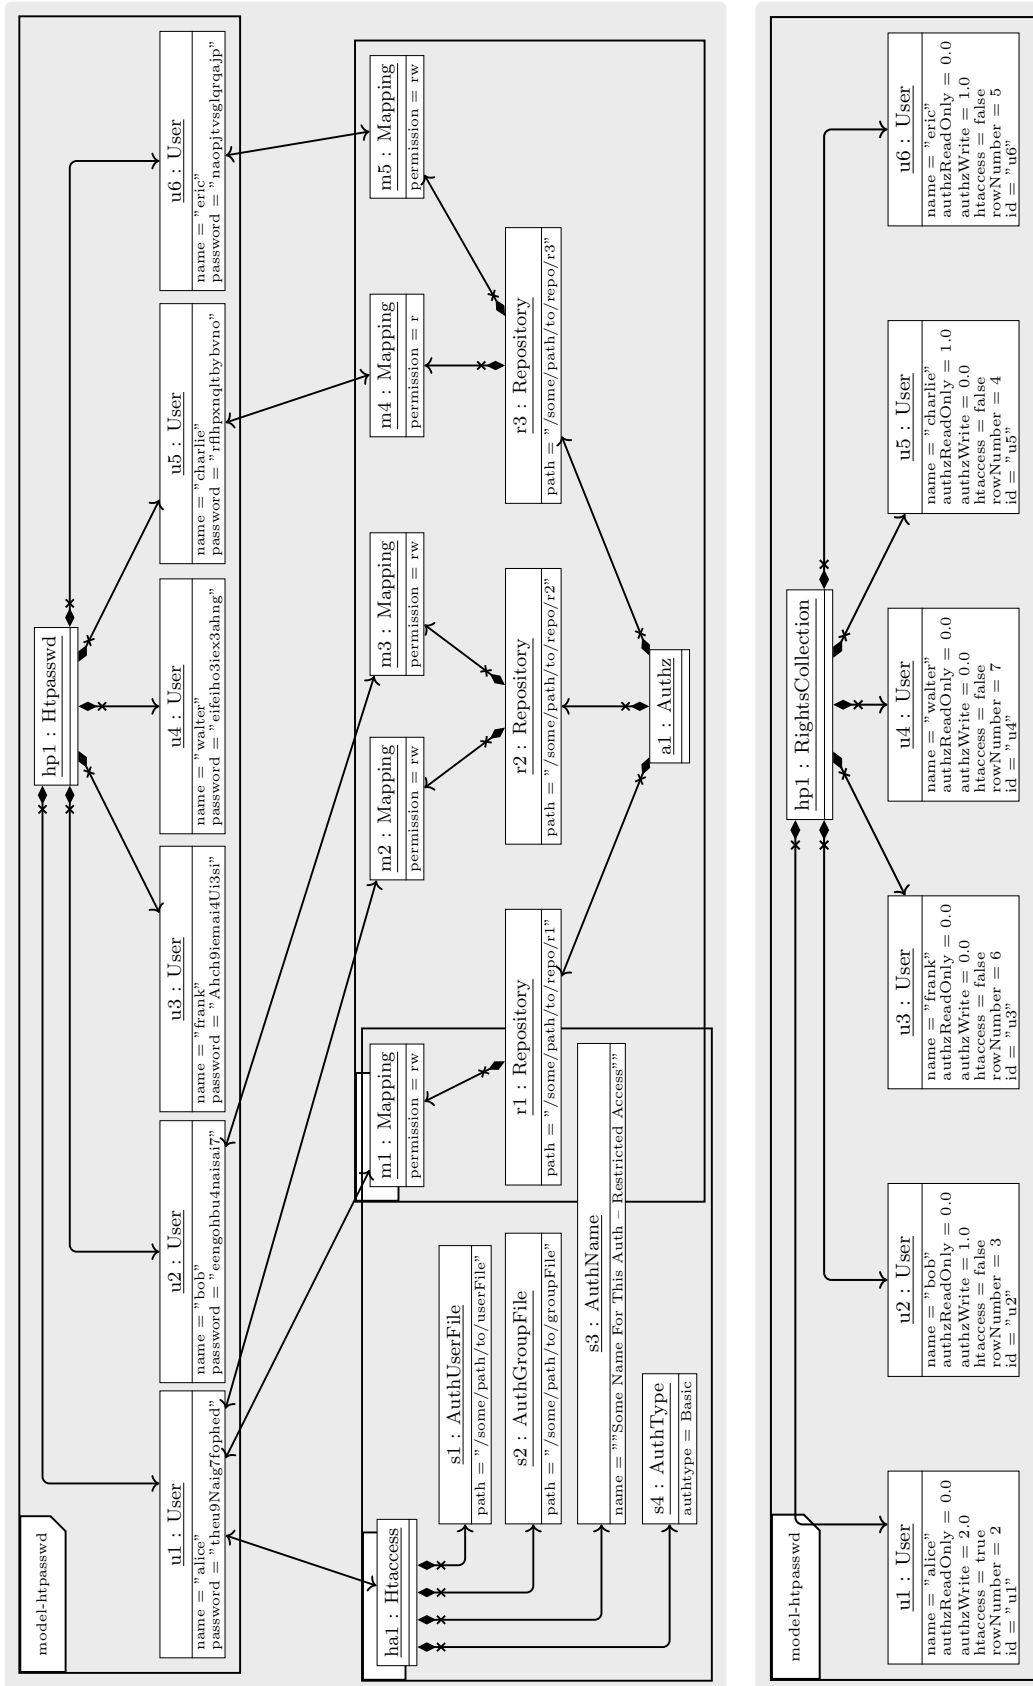 model-htpasswd
hp1 : Htpasswd
u1 : User
name = "alice"
password = "theu9Naig7fophed"
u2 : User
name = "bob"
password = "eengohbu4naisai7"
u3 : User
name = "frank"
password = "Ahch9iemai4Ui3si"
u4 : User
name = "walter"
password = "eifeiho3iex3ahng"
u5 : User
name = "charlie"
password = "rflhpxnqltbybvno"
u6 : User
name = "eric"
password = "naopjtvsglqrqajp"
ha1 : Htaccess
s1 : AuthUserFile
path = "/some/path/to/userFile"
s2 : AuthGroupFile
path = "/some/path/to/groupFile"
s3 : AuthName
name = ""Some Name For This Auth – Restricted Access""
s4 : AuthType
authtype = Basic
m1 : Mapping
permission = rw
m2 : Mapping
permission = rw
m3 : Mapping
permission = rw
m4 : Mapping
permission = r
m5 : Mapping
permission = rw
r1 : Repository
path = "/some/path/to/repo/r1"
r2 : Repository
path = "/some/path/to/repo/r2"
r3 : Repository
path = "/some/path/to/repo/r3"
a1 : Authz
model-htpasswd
hp1 : RightsCollection
u1 : User
name = "alice"
authzReadOnly = 0.0
authzWrite = 2.0
htaccess = true
rowNumber = 2
id = "u1"
u2 : User
name = "bob"
authzReadOnly = 0.0
authzWrite = 1.0
htaccess = false
rowNumber = 3
id = "u2"
u3 : User
name = "frank"
authzReadOnly = 0.0
authzWrite = 0.0
htaccess = false
rowNumber = 6
id = "u3"
u4 : User
name = "walter"
authzReadOnly = 0.0
authzWrite = 0.0
htaccess = false
rowNumber = 7
id = "u4"
u5 : User
name = "charlie"
authzReadOnly = 1.0
authzWrite = 0.0
htaccess = false
rowNumber = 4
id = "u5"
u6 : User
name = "eric"
authzReadOnly = 0.0
authzWrite = 1.0
htaccess = false
rowNumber = 5
id = "u6"